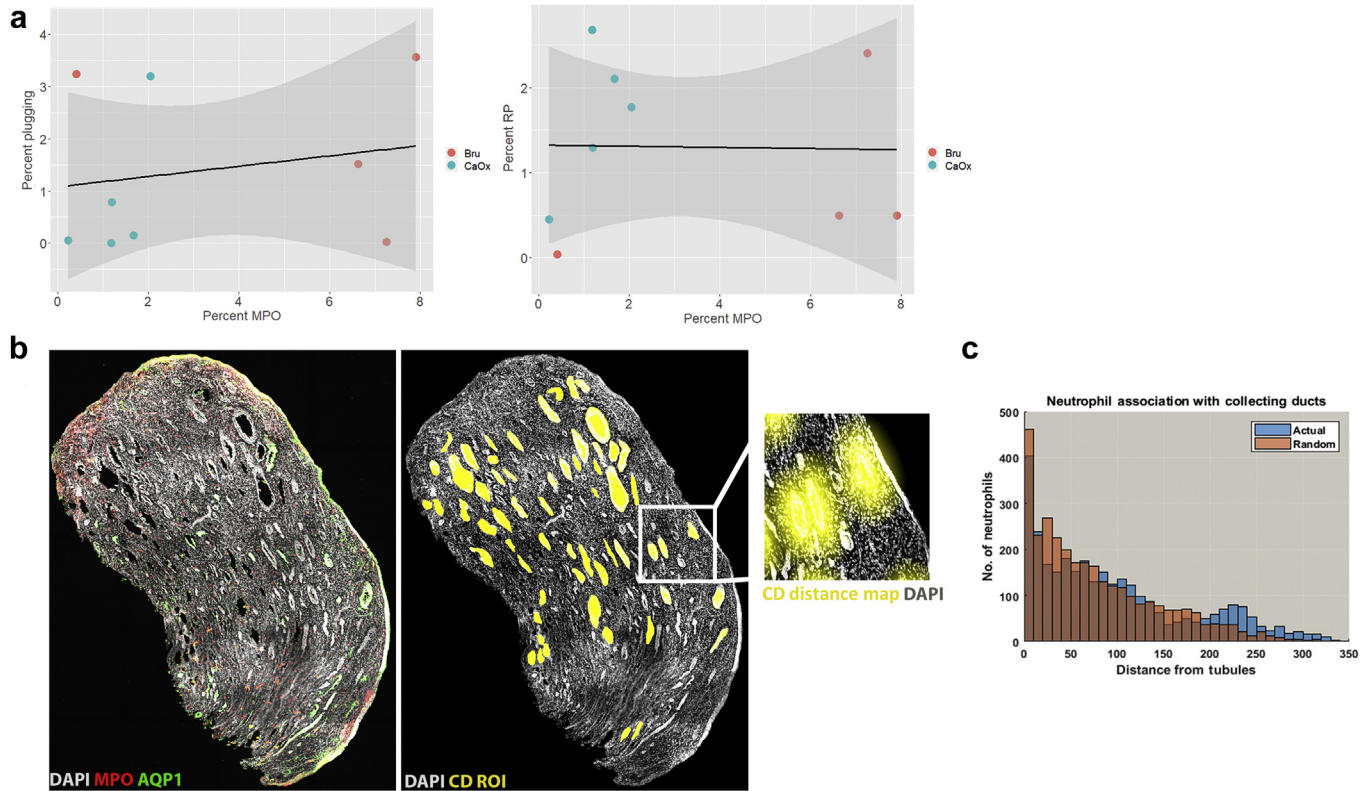 a
Percent plugging
4
3
2
1
0
0 2 4 6 8
Percent MPO
Bru
CaOx
Percent RP
2
1
0
0 2 4 6 8
Percent MPO
Bru
CaOx
b
DAPI MPO AQP1
DAPI CD ROI
CD distance map DAPI
c
Neutrophil association with collecting ducts
No. of neutrophils
500
400
300
200
100
0
0 50 100 150 200 250 300 350
Distance from tubules
Actual
Random